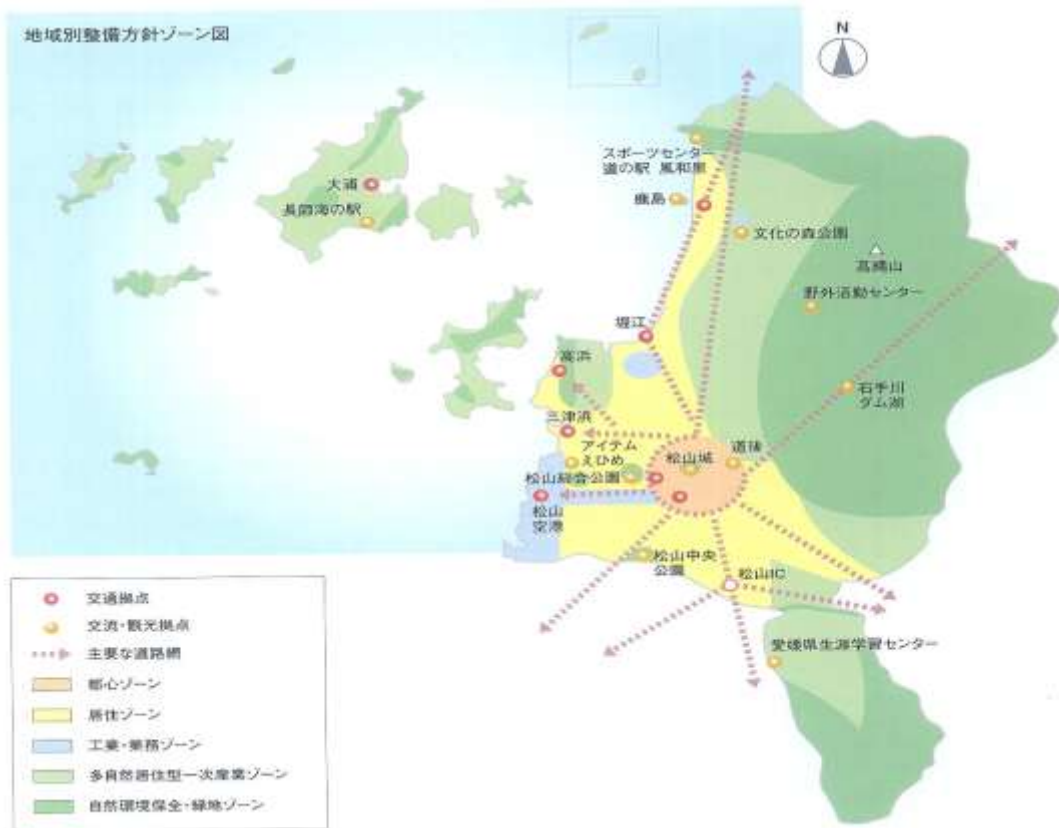 地域別整備方針ゾーン図
N
スポーツセンター
道の駅 風和里
大浦
長師海の駅
鹿島
文化の森公園
高縄山
野外活動センター
堀江
高浜
石手川
ダム湖
三津浜
アイテム
えひめ
松山城
道後
松山総合公園
松山
空港
松山中央
公園
松山IC
愛媛県生涯学習センター
交通拠点
交流・観光拠点
主要な道路網
都心ゾーン
居住ゾーン
工業・業務ゾーン
多自然居住型一次産業ゾーン
自然環境保全・緑地ゾーン